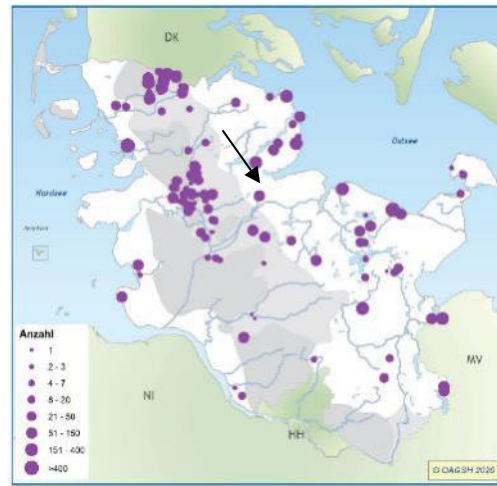 DK
Ostsee
Nordsee
Anzahl
1
2 - 3
4 - 7
8 - 20
21 - 50
51 - 150
151 - 400
>400
NI
HH
MV
© OAGSH 2020